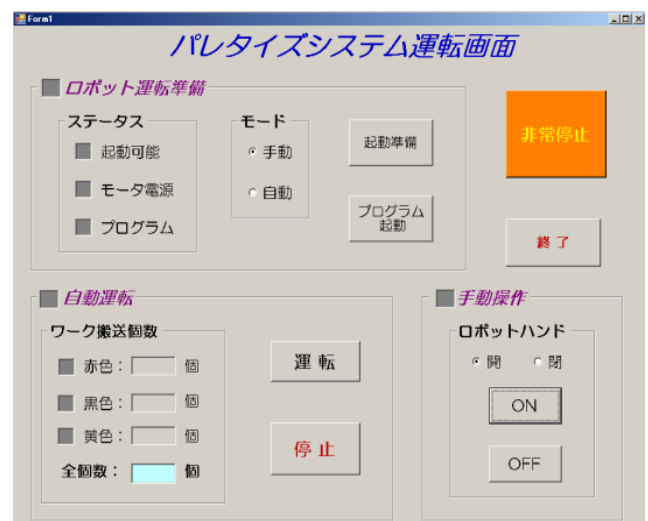 Form1
パレタイズシステム運転画面
ロボット運転準備
ステータス
起動可能
モータ電源
プログラム
モード
手動
自動
起動準備
プログラム
起動
非常停止
終了
自動運転
ワーク搬送個数
赤色：
個
黒色：
個
黄色：
個
全個数：
個
運転
停止
手動操作
ロボットハンド
開
閉
ON
OFF